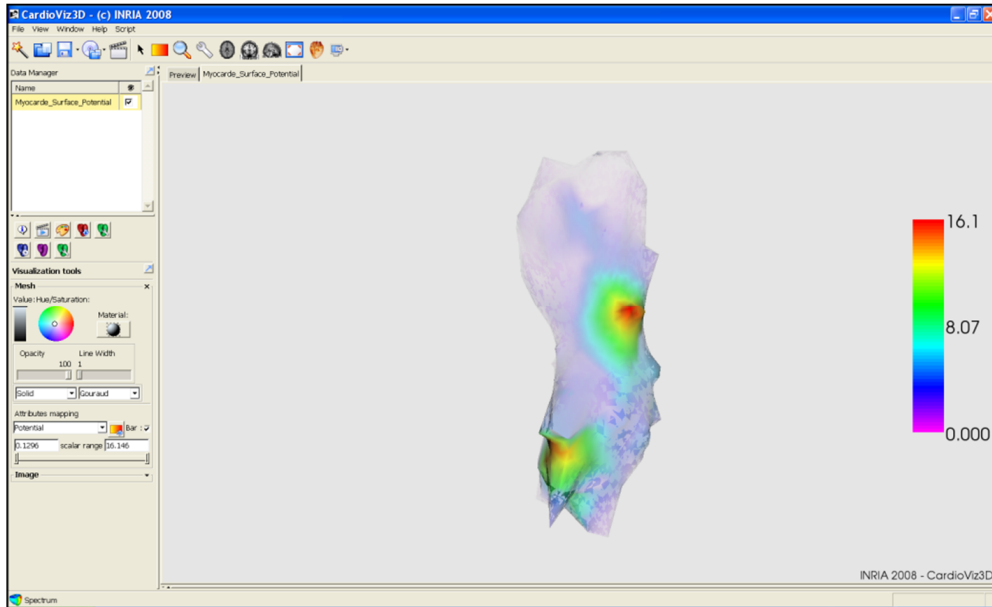 CardioViz3D - (c) INRIA 2008
File View Window Help Script
Data Manager
Preview Myocarde_Surface_Potential
Name
Myocarde_Surface_Potential
Visualization tools
Mesh
Value: Hue/Saturation:
Material:
Opacity Line Width
100 1
Solid Gouraud
Attributes mapping
Potential Bar :
0.1296 scalar range 16.146
Image
16.1
8.07
0.000
INRIA 2008 - CardioViz3D
Spectrum